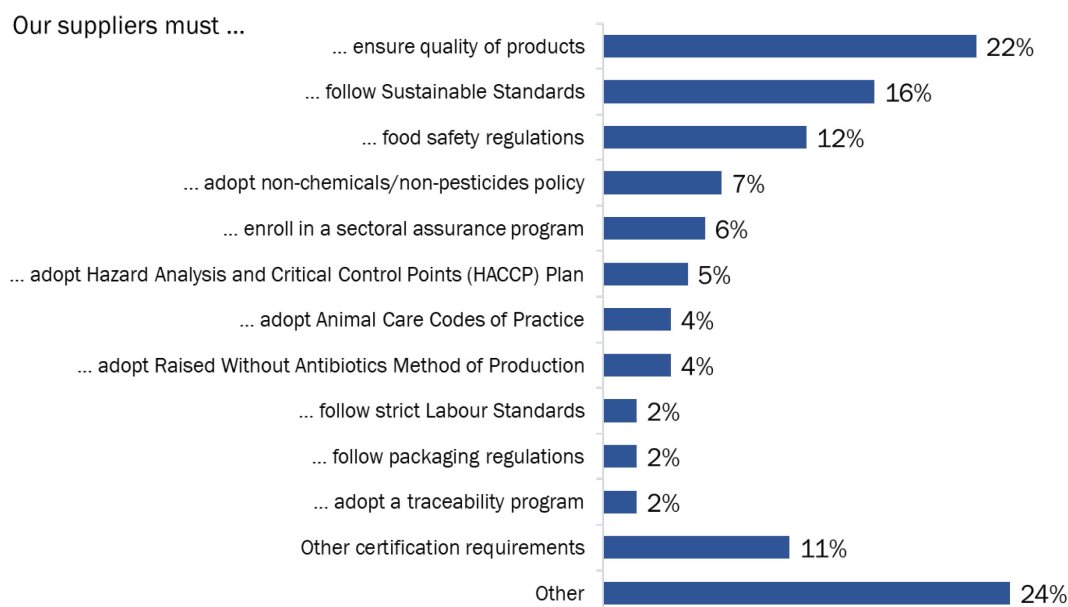 Our suppliers must ...
... ensure quality of products 22%
... follow Sustainable Standards 16%
... food safety regulations 12%
... adopt non-chemicals/non-pesticides policy 7%
... enroll in a sectoral assurance program 6%
... adopt Hazard Analysis and Critical Control Points (HACCP) Plan 5%
... adopt Animal Care Codes of Practice 4%
... adopt Raised Without Antibiotics Method of Production 4%
... follow strict Labour Standards 2%
... follow packaging regulations 2%
... adopt a traceability program 2%
Other certification requirements 11%
Other 24%